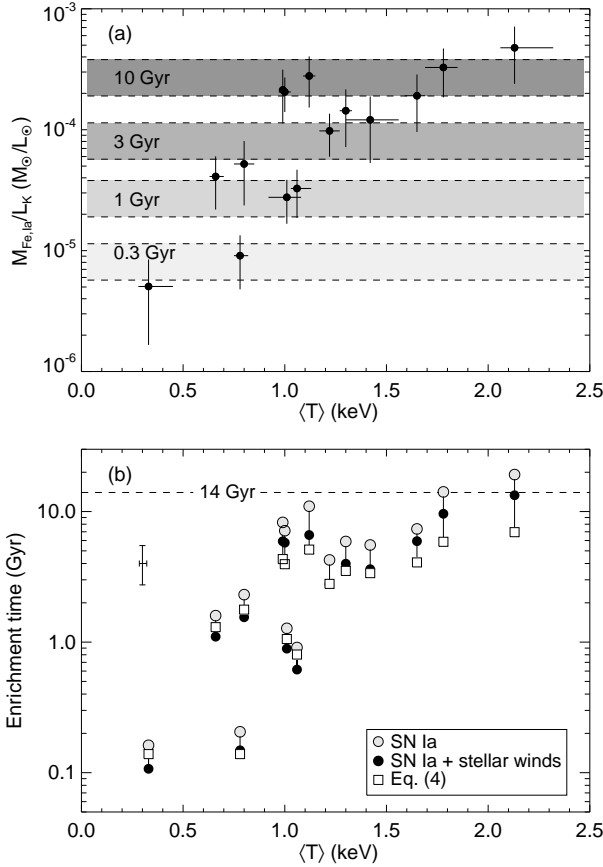 (a)
10⁻³
10⁻⁴
10⁻⁵
10⁻⁶
M_Fe,Ia/L_K (M_⊙/L_⊙)
10 Gyr
3 Gyr
1 Gyr
0.3 Gyr
0.0 0.5 1.0 1.5 2.0 2.5
⟨T⟩ (keV)
(b)
14 Gyr
10.0
1.0
0.1
Enrichment time (Gyr)
SN Ia
SN Ia + stellar winds
Eq. (4)
0.0 0.5 1.0 1.5 2.0 2.5
⟨T⟩ (keV)